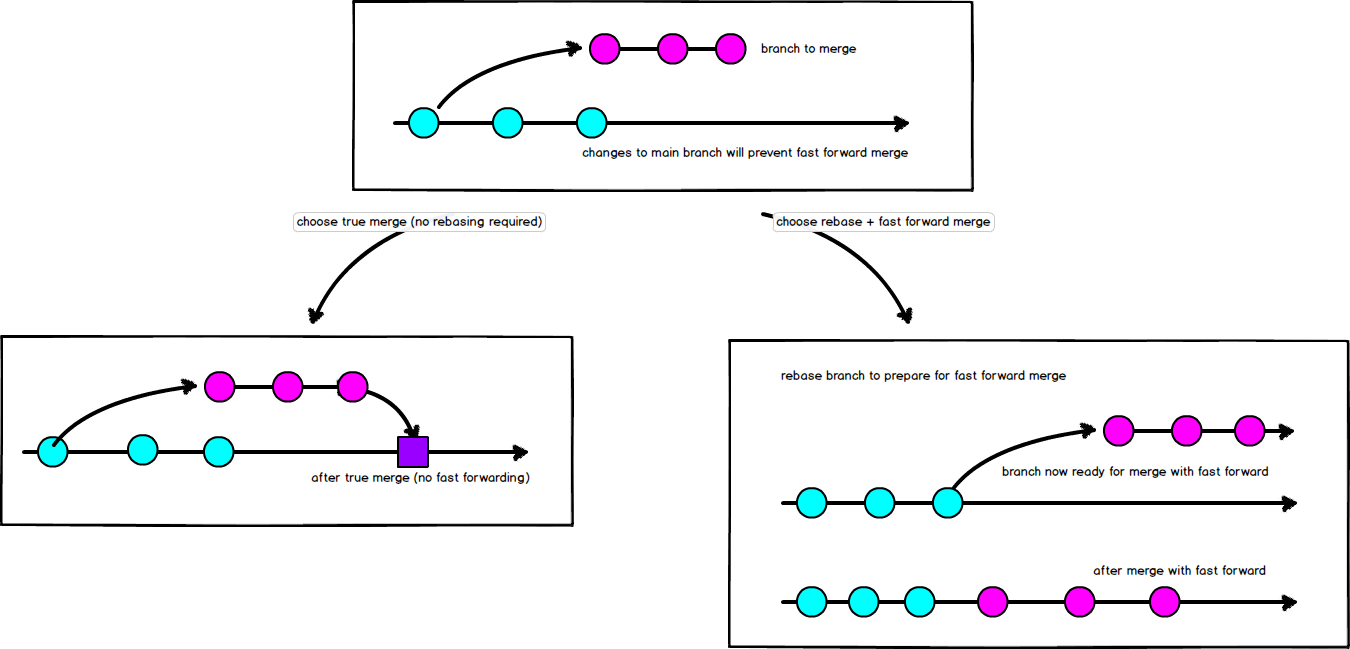 branch to merge
changes to main branch will prevent fast forward merge
choose true merge (no rebasing required)
choose rebase + fast forward merge
after true merge (no fast forwarding)
rebase branch to prepare for fast forward merge
branch now ready for merge with fast forward
after merge with fast forward